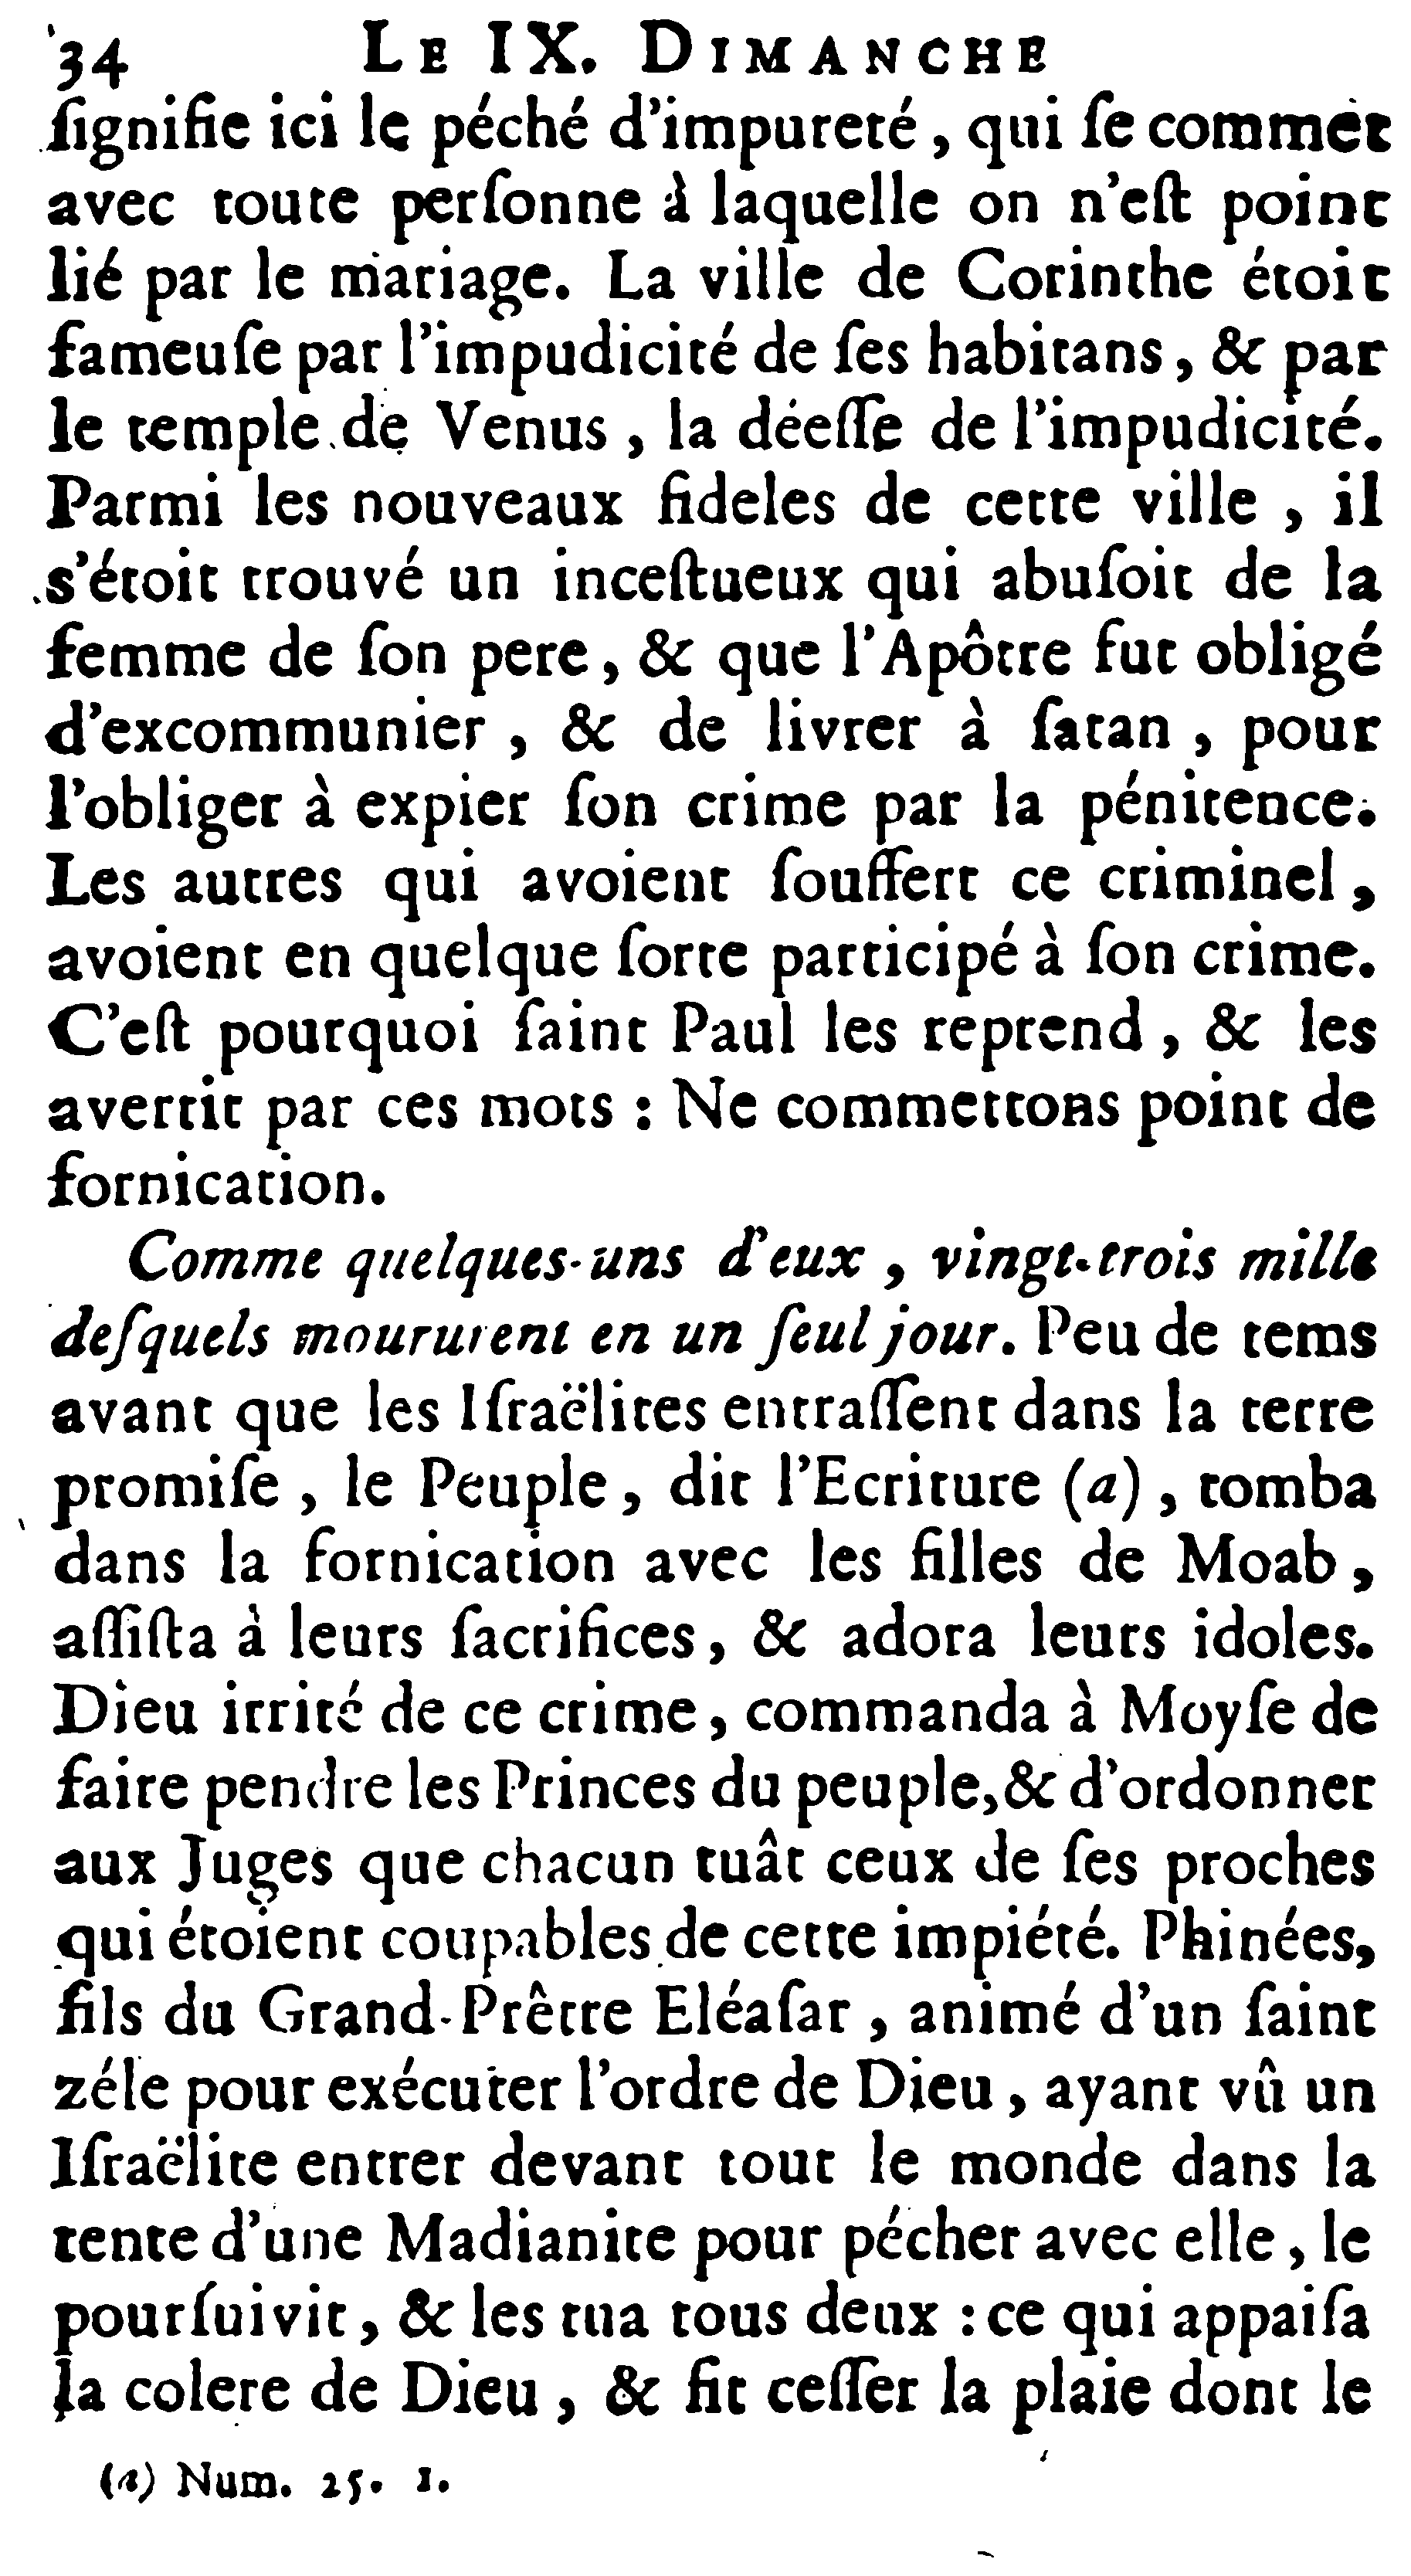 34 LE IX. DIMANCHE
ſignifie ici le péché d'impureté, qui ſe commet
avec toute perſonne à laquelle on n'eſt point
lié par le mariage. La ville de Corinthe étoit
fameuſe par l'impudicité de ſes habitans, & par
le temple de Venus, la déeſſe de l'impudicité.
Parmi les nouveaux fideles de cette ville, il
s'étoit trouvé un inceſtueux qui abuſoit de la
femme de ſon pere, & que l'Apôtre fut obligé
d'excommunier, & de livrer à ſatan, pour
l'obliger à expier ſon crime par la pénitence.
Les autres qui avoient ſouffert ce criminel,
avoient en quelque ſorte participé à ſon crime.
C'eſt pourquoi ſaint Paul les reprend, & les
avertit par ces mots : Ne commettons point de
fornication.
Comme quelques-uns d'eux, vingt-trois mille
deſquels moururent en un ſeul jour. Peu de tems
avant que les Iſraëlites entraſſent dans la terre
promiſe, le Peuple, dit l'Ecriture (a), tomba
dans la fornication avec les filles de Moab,
aſſiſta à leurs ſacrifices, & adora leurs idoles.
Dieu irrité de ce crime, commanda à Moyſe de
faire pendre les Princes du peuple, & d'ordonner
aux Juges que chacun tuât ceux de ſes proches
qui étoient coupables de cette impiété. Phinées,
fils du Grand-Prêtre Eléaſar, animé d'un ſaint
zéle pour exécuter l'ordre de Dieu, ayant vû un
Iſraëlite entrer devant tout le monde dans la
tente d'une Madianite pour pécher avec elle, le
pourſuivit, & les tua tous deux : ce qui appaiſa
la colere de Dieu, & fit ceſſer la plaie dont le
(a) Num. 25. 1.